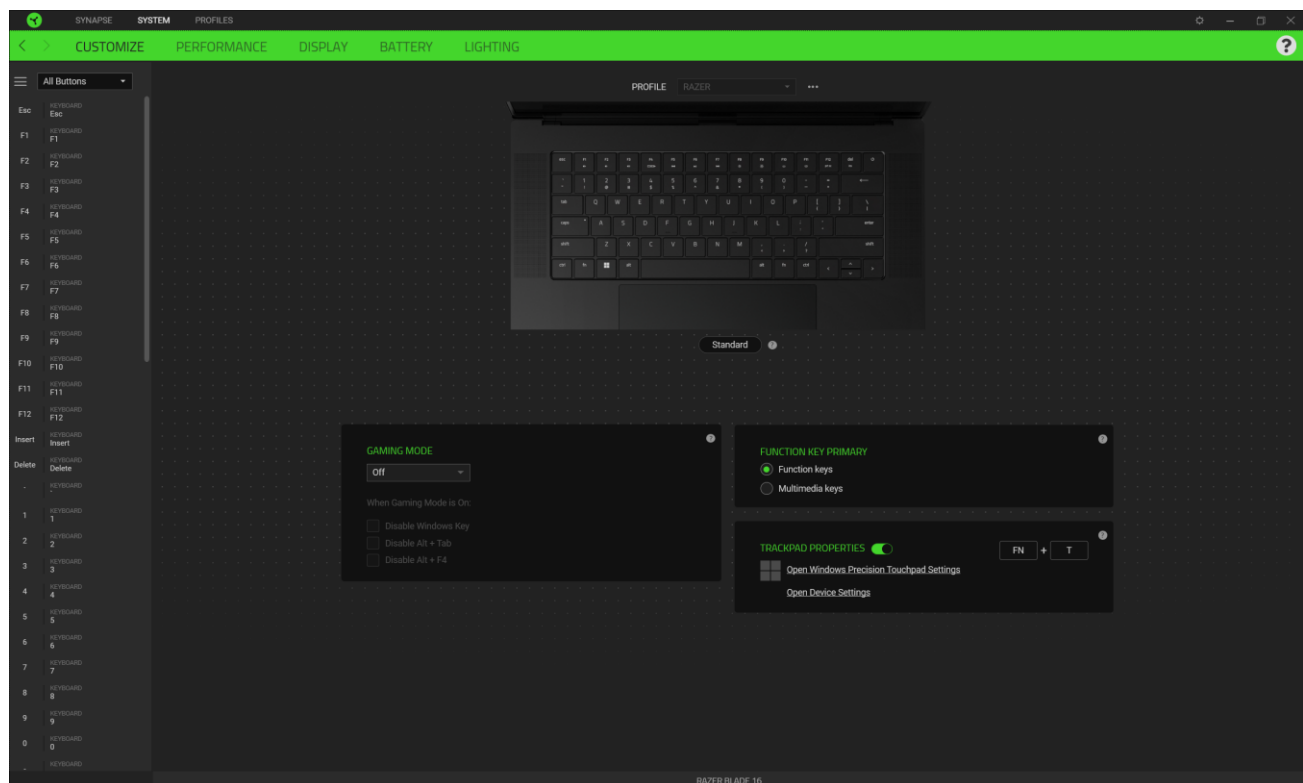 SYNAPSE SYSTEM PROFILES
CUSTOMIZE PERFORMANCE DISPLAY BATTERY LIGHTING
?
All Buttons
PROFILE RAZER
Esc KEYBOARD Esc
F1 KEYBOARD F1
F2 KEYBOARD F2
F3 KEYBOARD F3
F4 KEYBOARD F4
F5 KEYBOARD F5
F6 KEYBOARD F6
F7 KEYBOARD F7
F8 KEYBOARD F8
F9 KEYBOARD F9
F10 KEYBOARD F10
F11 KEYBOARD F11
F12 KEYBOARD F12
Insert KEYBOARD Insert
Delete KEYBOARD Delete
KEYBOARD
1 KEYBOARD 1
2 KEYBOARD 2
3 KEYBOARD 3
4 KEYBOARD 4
5 KEYBOARD 5
6 KEYBOARD 6
7 KEYBOARD 7
8 KEYBOARD 8
9 KEYBOARD 9
0 KEYBOARD 0
- KEYBOARD
Q W E R T Y U I O P
A S D F G H J K L
Z X C V B N M
Standard ?
GAMING MODE ?
Off
When Gaming Mode is On:
Disable Windows Key
Disable Alt + Tab
Disable Alt + F4
FUNCTION KEY PRIMARY ?
Function keys
Multimedia keys
TRACKPAD PROPERTIES FN + T ?
Open Windows Precision Touchpad Settings
Open Device Settings
RAZER BLADE 16